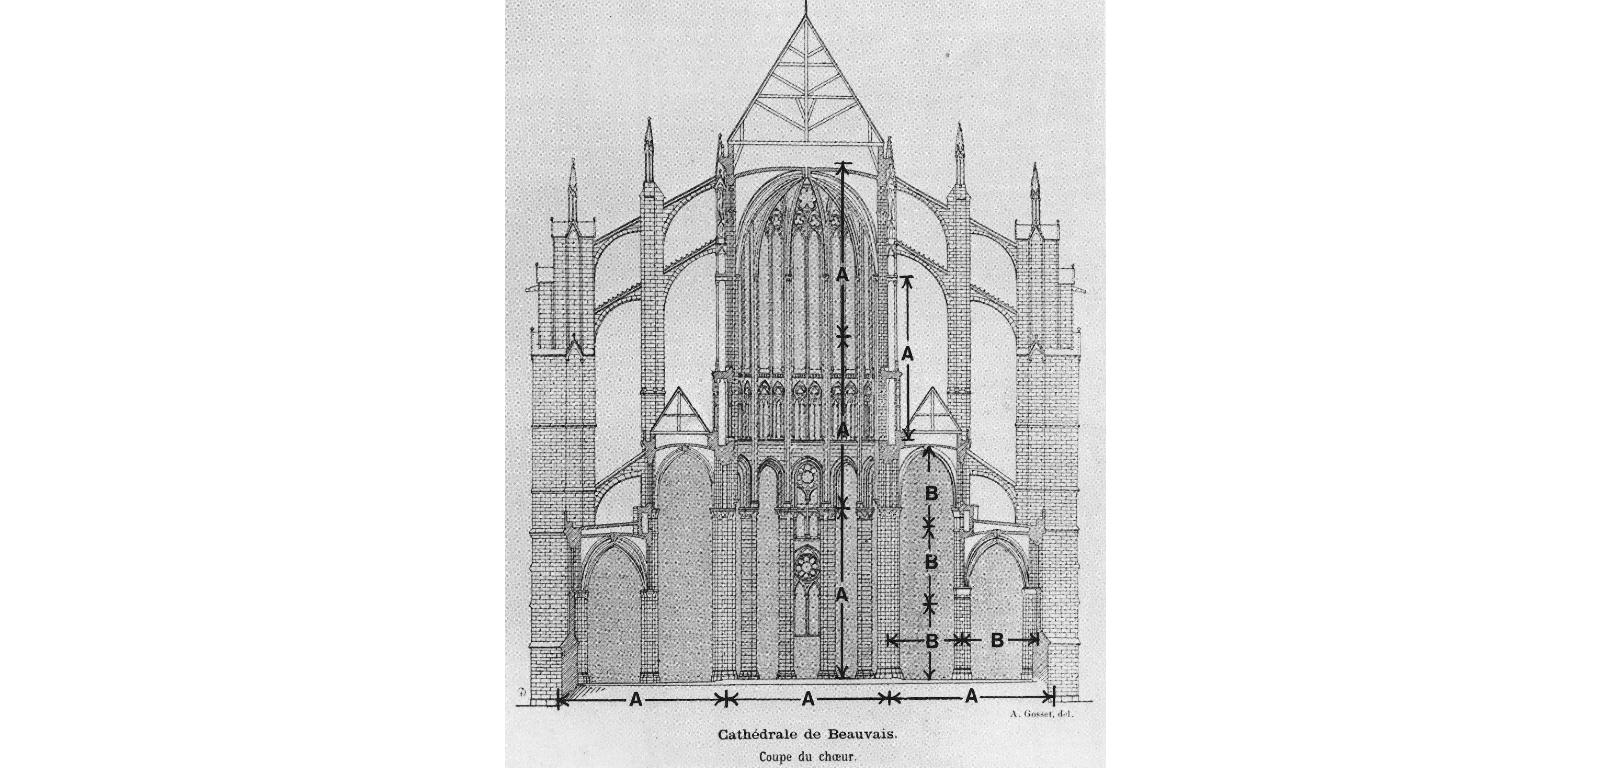 A
A
A
B
B
A
B B
A A A
A. Gosset, del.
Cathédrale de Beauvais.
Coupe du chœur.